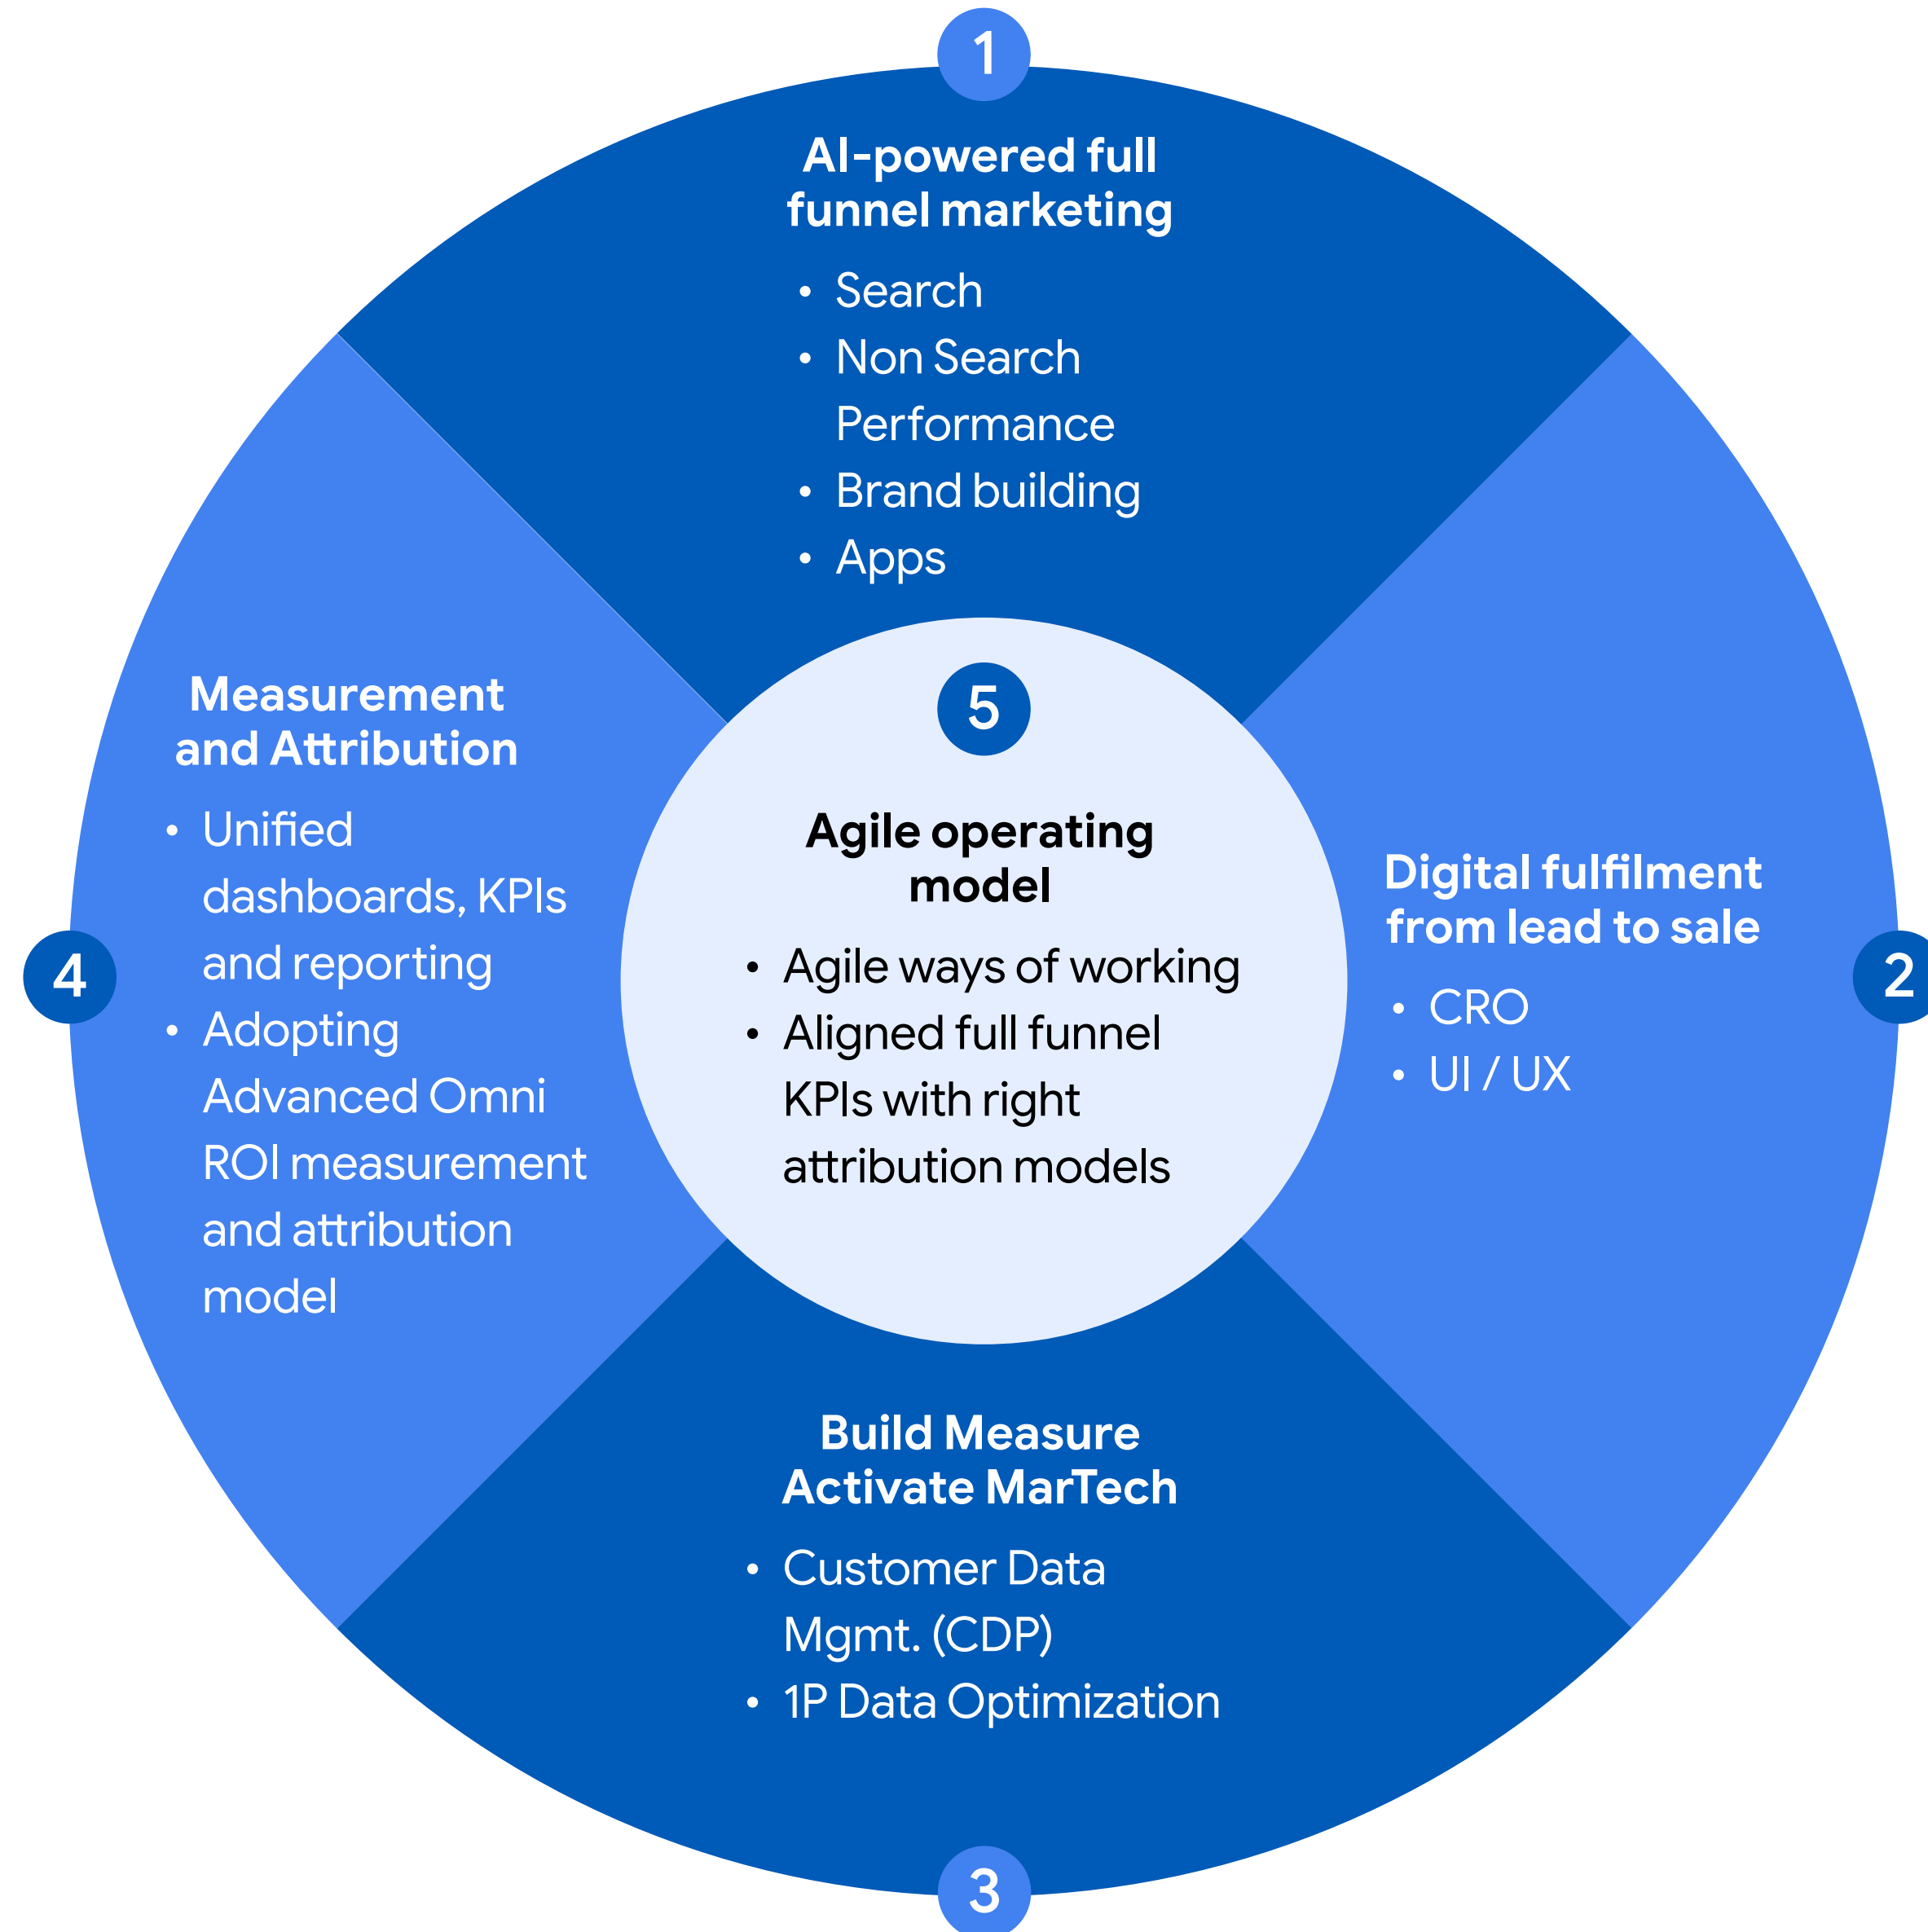 1
AI-powered full
funnel marketing
• Search
• Non Search
Performance
• Brand building
• Apps
2
Digital fulfilment
from lead to sale
• CRO
• UI / UX
3
Build Measure
Activate MarTech
• Customer Data
Mgmt. (CDP)
• 1P Data Optimization
4
Measurement
and Attribution
• Unified
dashboards, KPIs
and reporting
• Adopting
Advanced Omni
ROI measurement
and attribution
model
5
Agile operating
model
• Agile ways of working
• Aligned full funnel
KPIs with right
attribution models